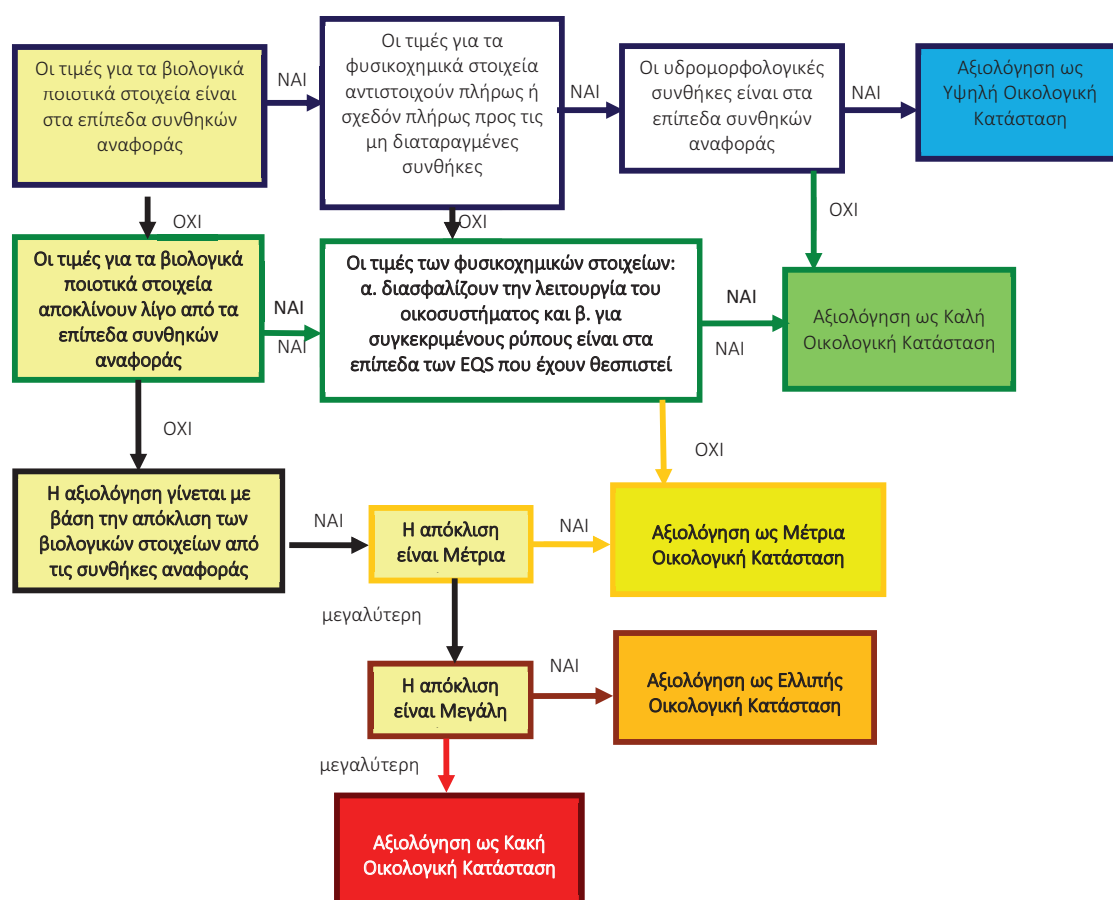 Οι τιμές για τα βιολογικά
ποιοτικά στοιχεία είναι
στα επίπεδα συνθηκών
αναφοράς
ΝΑΙ
Οι τιμές για τα
φυσικοχημικά στοιχεία
αντιστοιχούν πλήρως ή
σχεδόν πλήρως προς τις
μη διαταραγμένες
συνθήκες
ΝΑΙ
Οι υδρομορφολογικές
συνθήκες είναι στα
επίπεδα συνθηκών
αναφοράς
ΝΑΙ
Αξιολόγηση ως
Υψηλή Οικολογική
Κατάσταση
ΟΧΙ
ΟΧΙ
ΟΧΙ
Οι τιμές για τα βιολογικά
ποιοτικά στοιχεία
αποκλίνουν λίγο από τα
επίπεδα συνθηκών
αναφοράς
ΝΑΙ
ΝΑΙ
Οι τιμές των φυσικοχημικών στοιχείων:
α. διασφαλίζουν την λειτουργία του
οικοσυστήματος και β. για
συγκεκριμένους ρύπους είναι στα
επίπεδα των EQS που έχουν θεσπιστεί
ΝΑΙ
ΝΑΙ
Αξιολόγηση ως Καλή
Οικολογική Κατάσταση
ΟΧΙ
ΟΧΙ
Η αξιολόγηση γίνεται με
βάση την απόκλιση των
βιολογικών στοιχείων από
τις συνθήκες αναφοράς
ΝΑΙ
Η απόκλιση
είναι Μέτρια
ΝΑΙ
Αξιολόγηση ως Μέτρια
Οικολογική Κατάσταση
μεγαλύτερη
Η απόκλιση
είναι Μεγάλη
ΝΑΙ
Αξιολόγηση ως Ελλιπής
Οικολογική Κατάσταση
μεγαλύτερη
Αξιολόγηση ως Κακή
Οικολογική Κατάσταση